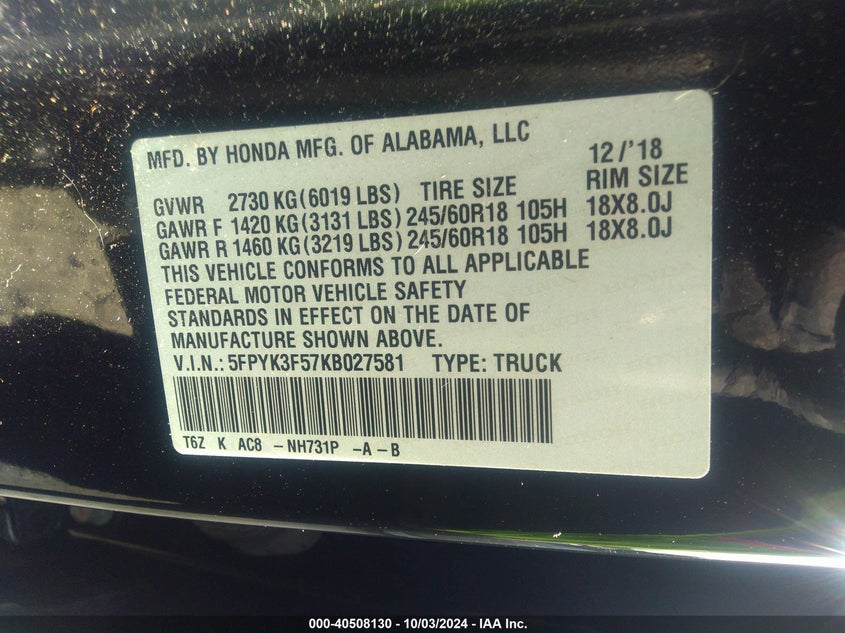 MFD. BY HONDA MFG. OF ALABAMA, LLC 12/'18
GVWR 2730 KG(6019 LBS) TIRE SIZE RIM SIZE
GAWR F 1420 KG(3131 LBS) 245/60R18 105H 18X8.0J
GAWR R 1460 KG(3219 LBS) 245/60R18 105H 18X8.0J
THIS VEHICLE CONFORMS TO ALL APPLICABLE
FEDERAL MOTOR VEHICLE SAFETY
STANDARDS IN EFFECT ON THE DATE OF
MANUFACTURE SHOWN ABOVE.
V.I.N.: 5FPYK3F57KB027581 TYPE: TRUCK
T6Z K AC8 -NH731P -A-B
000-40508130 - 10/03/2024 - IAA Inc.